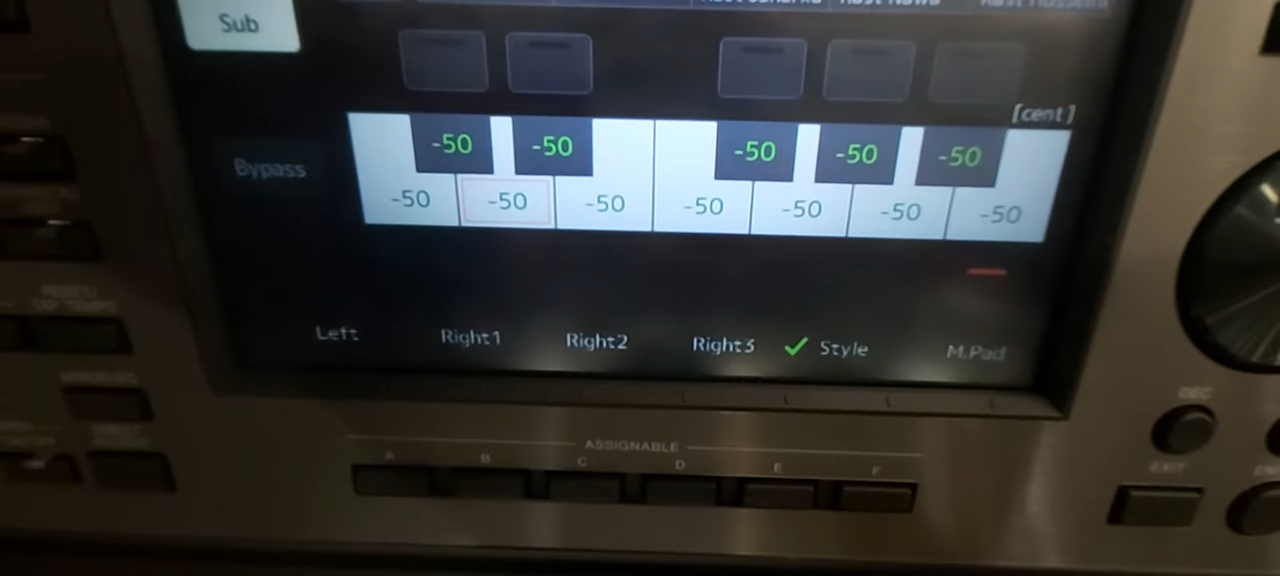 Sub
[cent]
-50 -50 -50 -50 -50
Bypass
-50 -50 -50 -50 -50 -50 -50
Left Right1 Right2 Right3 ✓ Style M.Pad
ASSIGNABLE
A B C D E F
DEC
EXIT